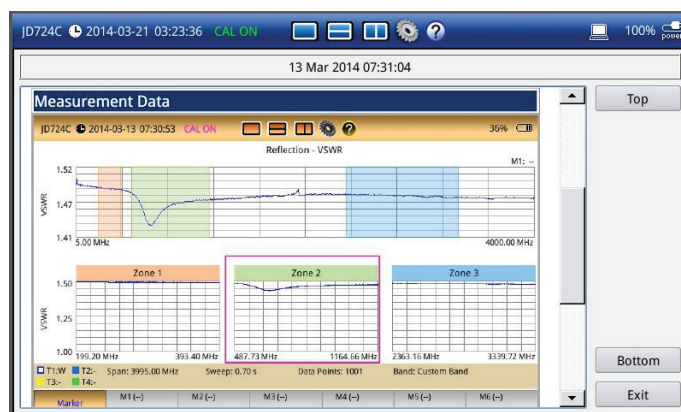 JD724C 2014-03-21 03:23:36 CAL ON 100%
13 Mar 2014 07:31:04
Measurement Data
Top
JD724C 2014-03-13 07:30:53 CAL ON 36%
Reflection - VSWR
M1: --
1.52
VSWR
1.47
1.41
5.00 MHz 4000.00 MHz
Zone 1 Zone 2 Zone 3
1.50
VSWR
1.25
1.00
199.20 MHz 393.40 MHz 487.73 MHz 1164.66 MHz 2363.16 MHz 3339.72 MHz
T1:W T2:- Span: 3995.00 MHz Sweep: 0.70 s Data Points: 1001 Band: Custom Band
T3:- T4:-
Bottom
Marker M1 (--) M2 (--) M3 (--) M4 (--) M5 (--) M6 (--)
Exit